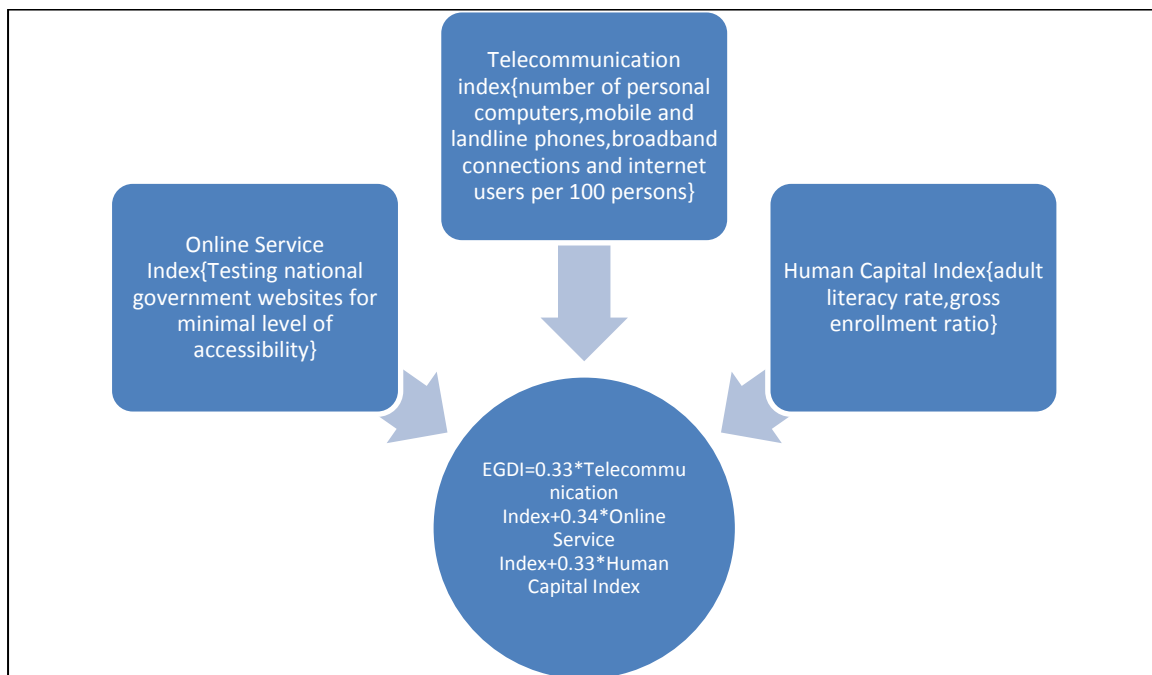 Telecommunication
index{number of personal
computers,mobile and
landline phones,broadband
connections and internet
users per 100 persons}
Online Service
Index{Testing national
government websites for
minimal level of
accessibility}
Human Capital Index{adult
literacy rate,gross
enrollment ratio}
EGDI=0.33*Telecommu
nication
Index+0.34*Online
Service
Index+0.33*Human
Capital Index